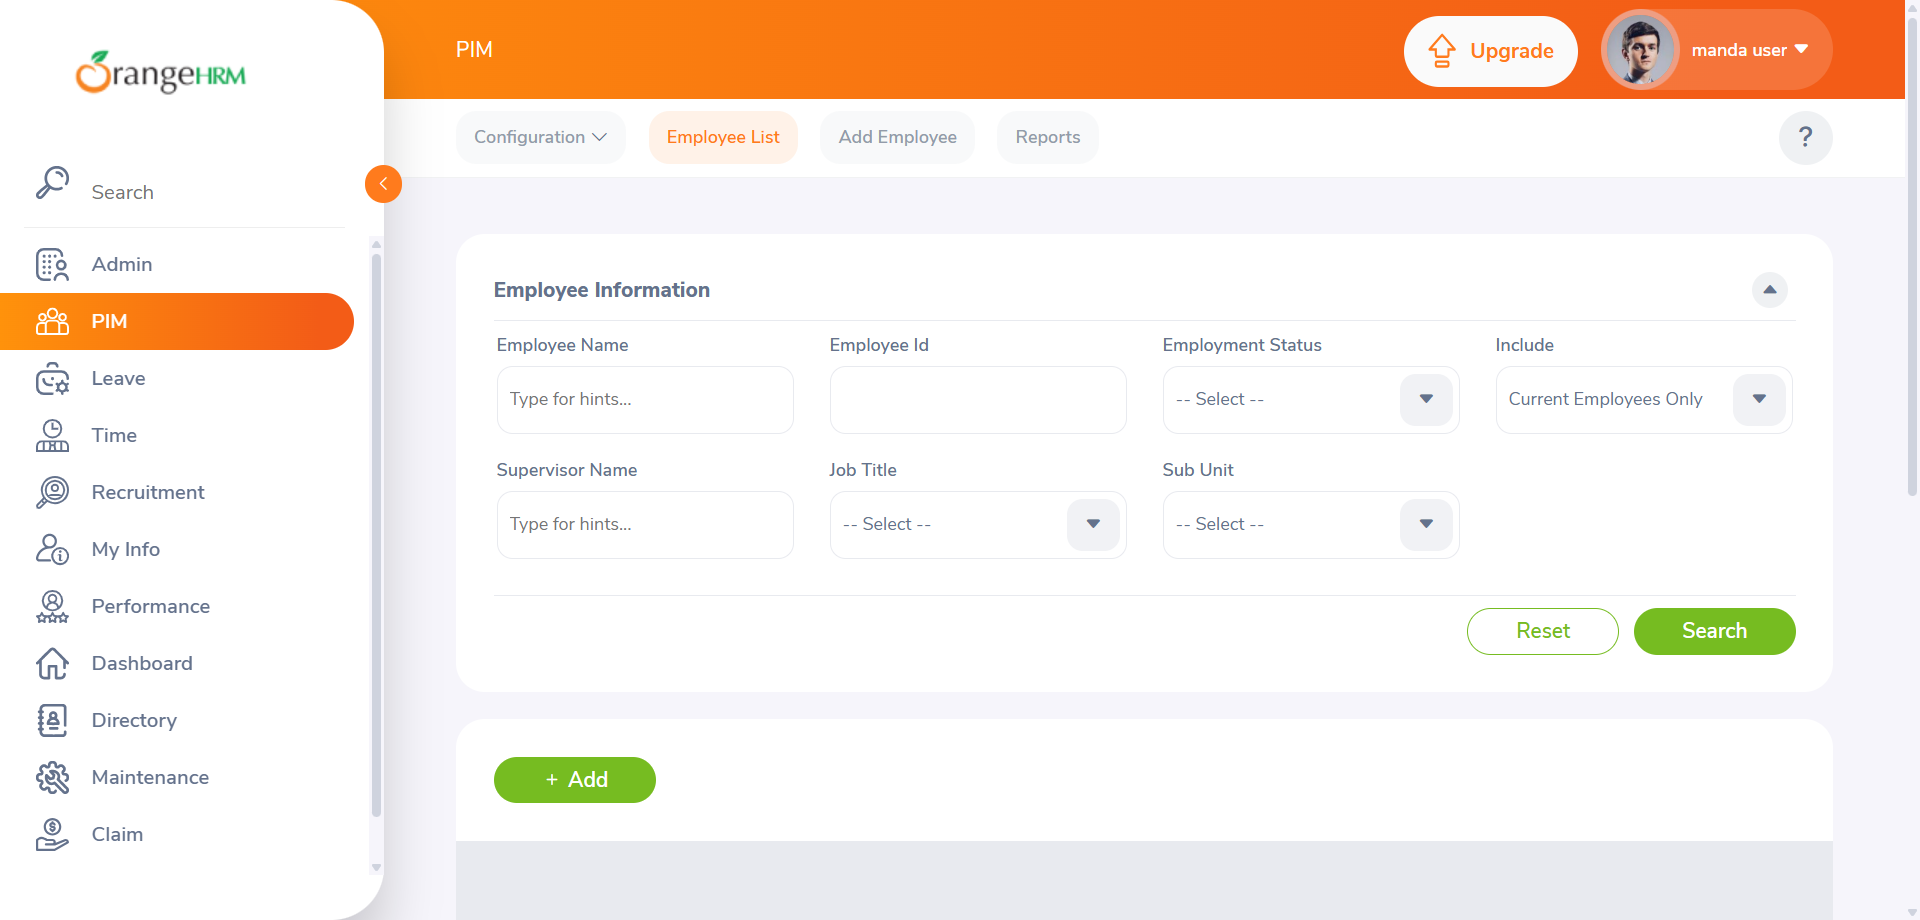 OrangeHRM
Search
Admin
PIM
Leave
Time
Recruitment
My Info
Performance
Dashboard
Directory
Maintenance
Claim
PIM
Upgrade
manda user
Configuration
Employee List
Add Employee
Reports
?
Employee Information
Employee Name
Employee Id
Employment Status
Include
Type for hints...
-- Select --
Current Employees Only
Supervisor Name
Job Title
Sub Unit
Type for hints...
-- Select --
-- Select --
Reset
Search
+ Add